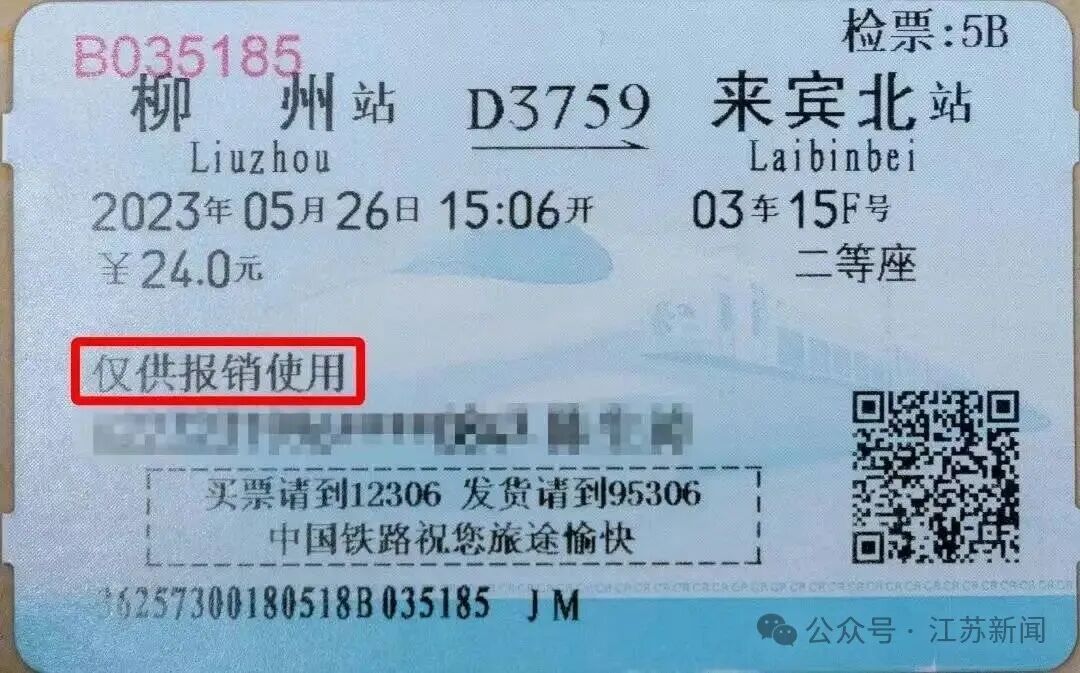 B035185
检票:5B
柳州站 D3759 来宾北站
Liuzhou Laibinbei
2023年05月26日 15:06开 03车15F号
￥24.0元 二等座
仅供报销使用
买票请到12306 发货请到95306
中国铁路祝您旅途愉快
36257300180518B035185 JM
公众号·江苏新闻